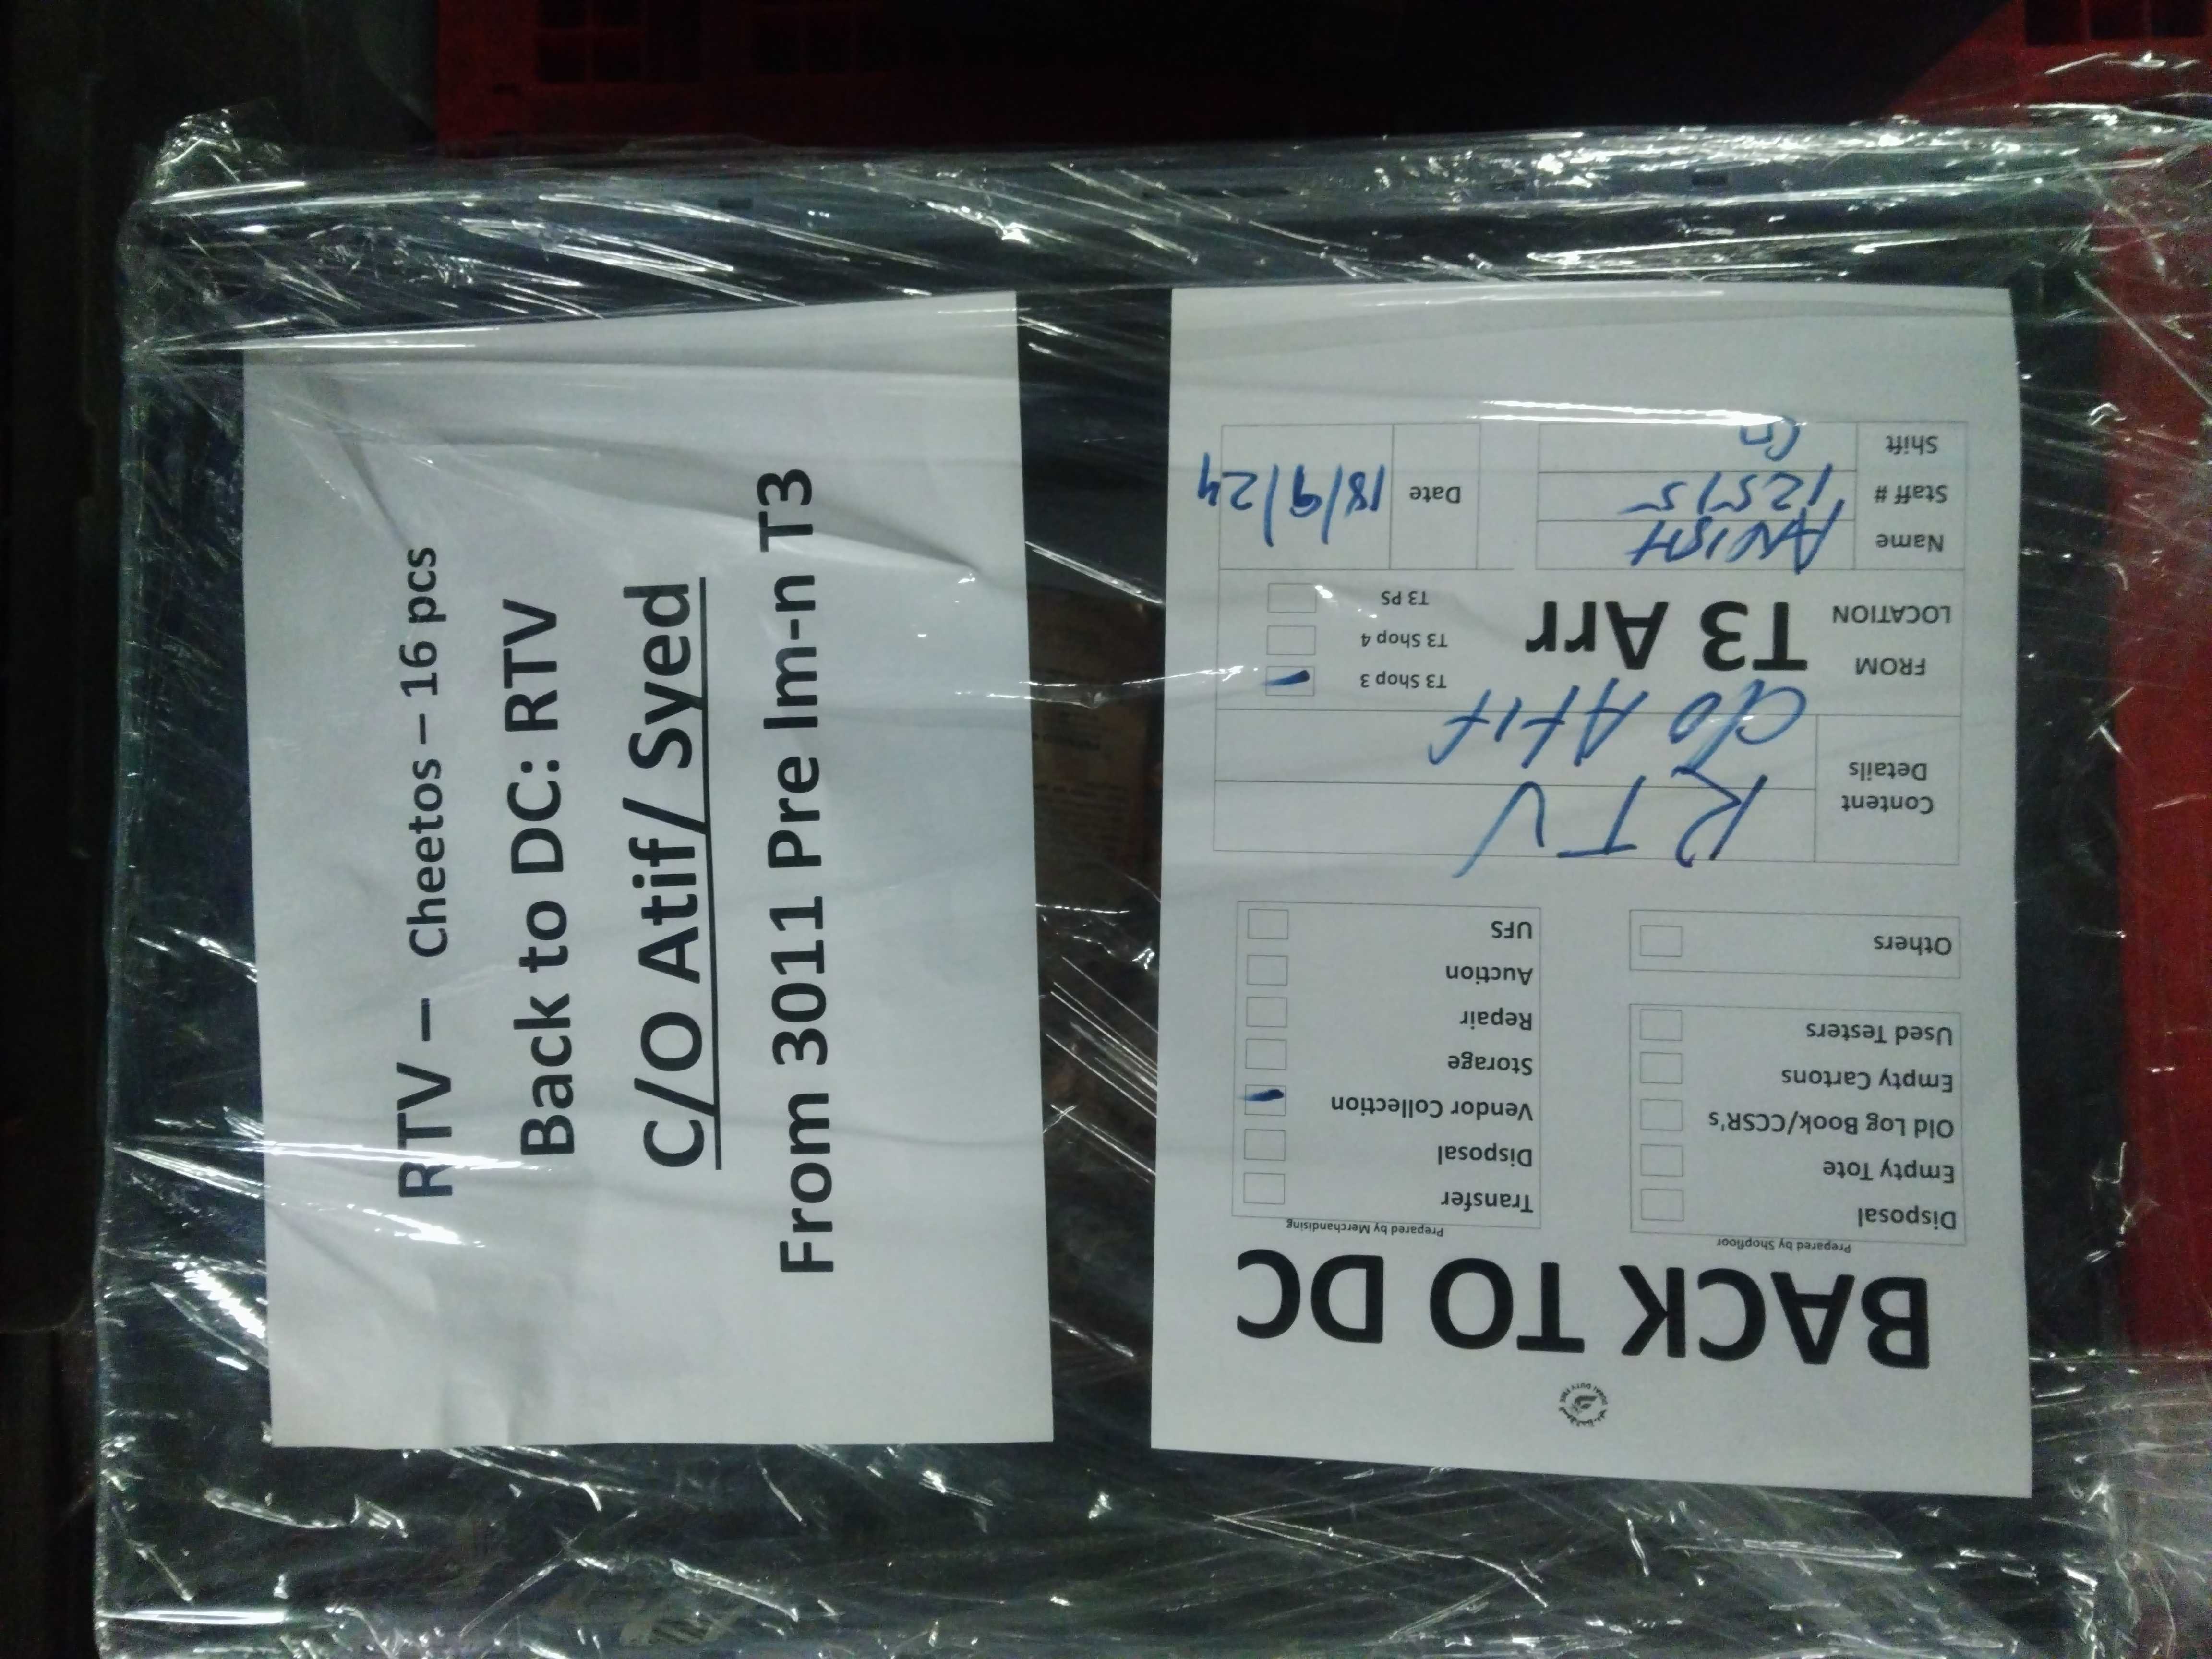 RTV – Cheetos – 16 pcs
Back to DC: RTV
C/O Atif/ Syed
From 3011 Pre Im-n T3
BACK TO DC
Prepared by Shopfloor
Disposal
Empty Tote
Old Log Book/CCSR's
Empty Cartons
Used Testers
Others
Prepared by Merchandising
Transfer
Disposal
Vendor Collection
Storage
Repair
Auction
UFS
Content Details
RTV
C/o Atif
FROM LOCATION
T3 Arr
T3 Shop 3
T3 Shop 4
T3 PS
Name ANISH
Staff # 12515
Shift
Date 18/9/24